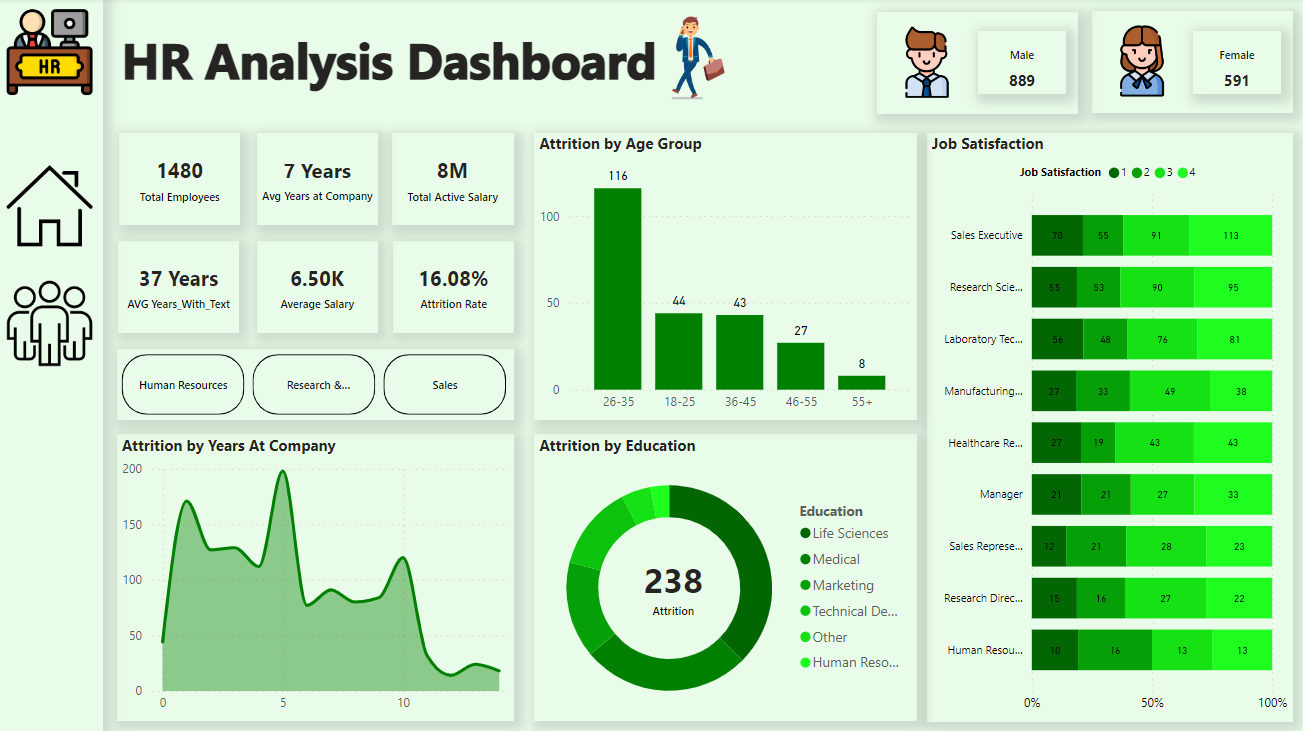 HR
HR Analysis Dashboard
Male
889
Female
591
1480
Total Employees
7 Years
Avg Years at Company
8M
Total Active Salary
37 Years
AVG Years_With_Text
6.50K
Average Salary
16.08%
Attrition Rate
Human Resources
Research &...
Sales
Attrition by Age Group
100
50
0
116
44
43
27
8
26-35
18-25
36-45
46-55
55+
Attrition by Years At Company
200
150
100
50
0
0
5
10
Attrition by Education
238
Attrition
Education
Life Sciences
Medical
Marketing
Technical De...
Other
Human Reso...
Job Satisfaction
Job Satisfaction 1 2 3 4
Sales Executive 70 55 91 113
Research Scie... 55 53 90 95
Laboratory Tec... 56 48 76 81
Manufacturing... 27 33 49 38
Healthcare Re... 27 19 43 43
Manager 21 21 27 33
Sales Represe... 12 21 28 23
Research Direc... 15 16 27 22
Human Resou... 10 16 13 13
0% 50% 100%